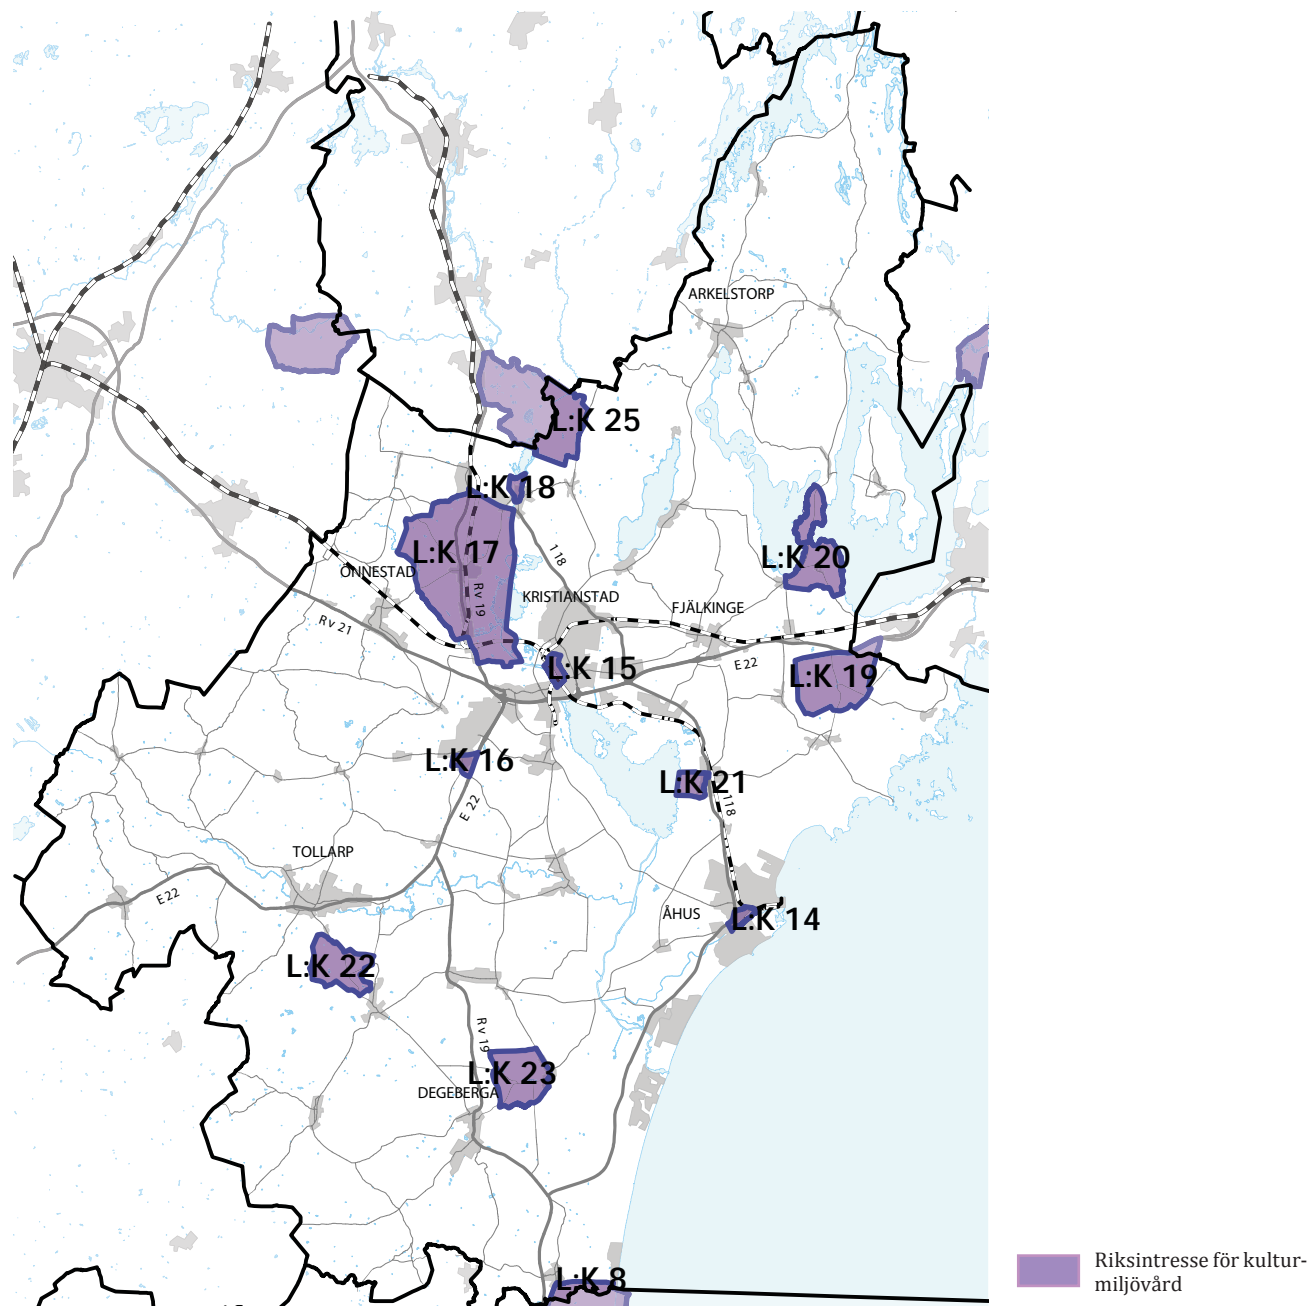 ARKELSTORP
L:K 25
L:K 18
L:K 17
118
L:K 20
ÖNNESTAD
Rv 19
KRISTIANSTAD
FJÄLKINGE
Rv 21
E 22
L:K 15
L:K 19
L:K 16
L:K 21
118
E 22
TOLLARP
E 22
ÅHUS
L:K 14
L:K 22
Rv 19
L:K 23
DEGEBERGA
L:K 8
Riksintresse för kultur-
miljövård